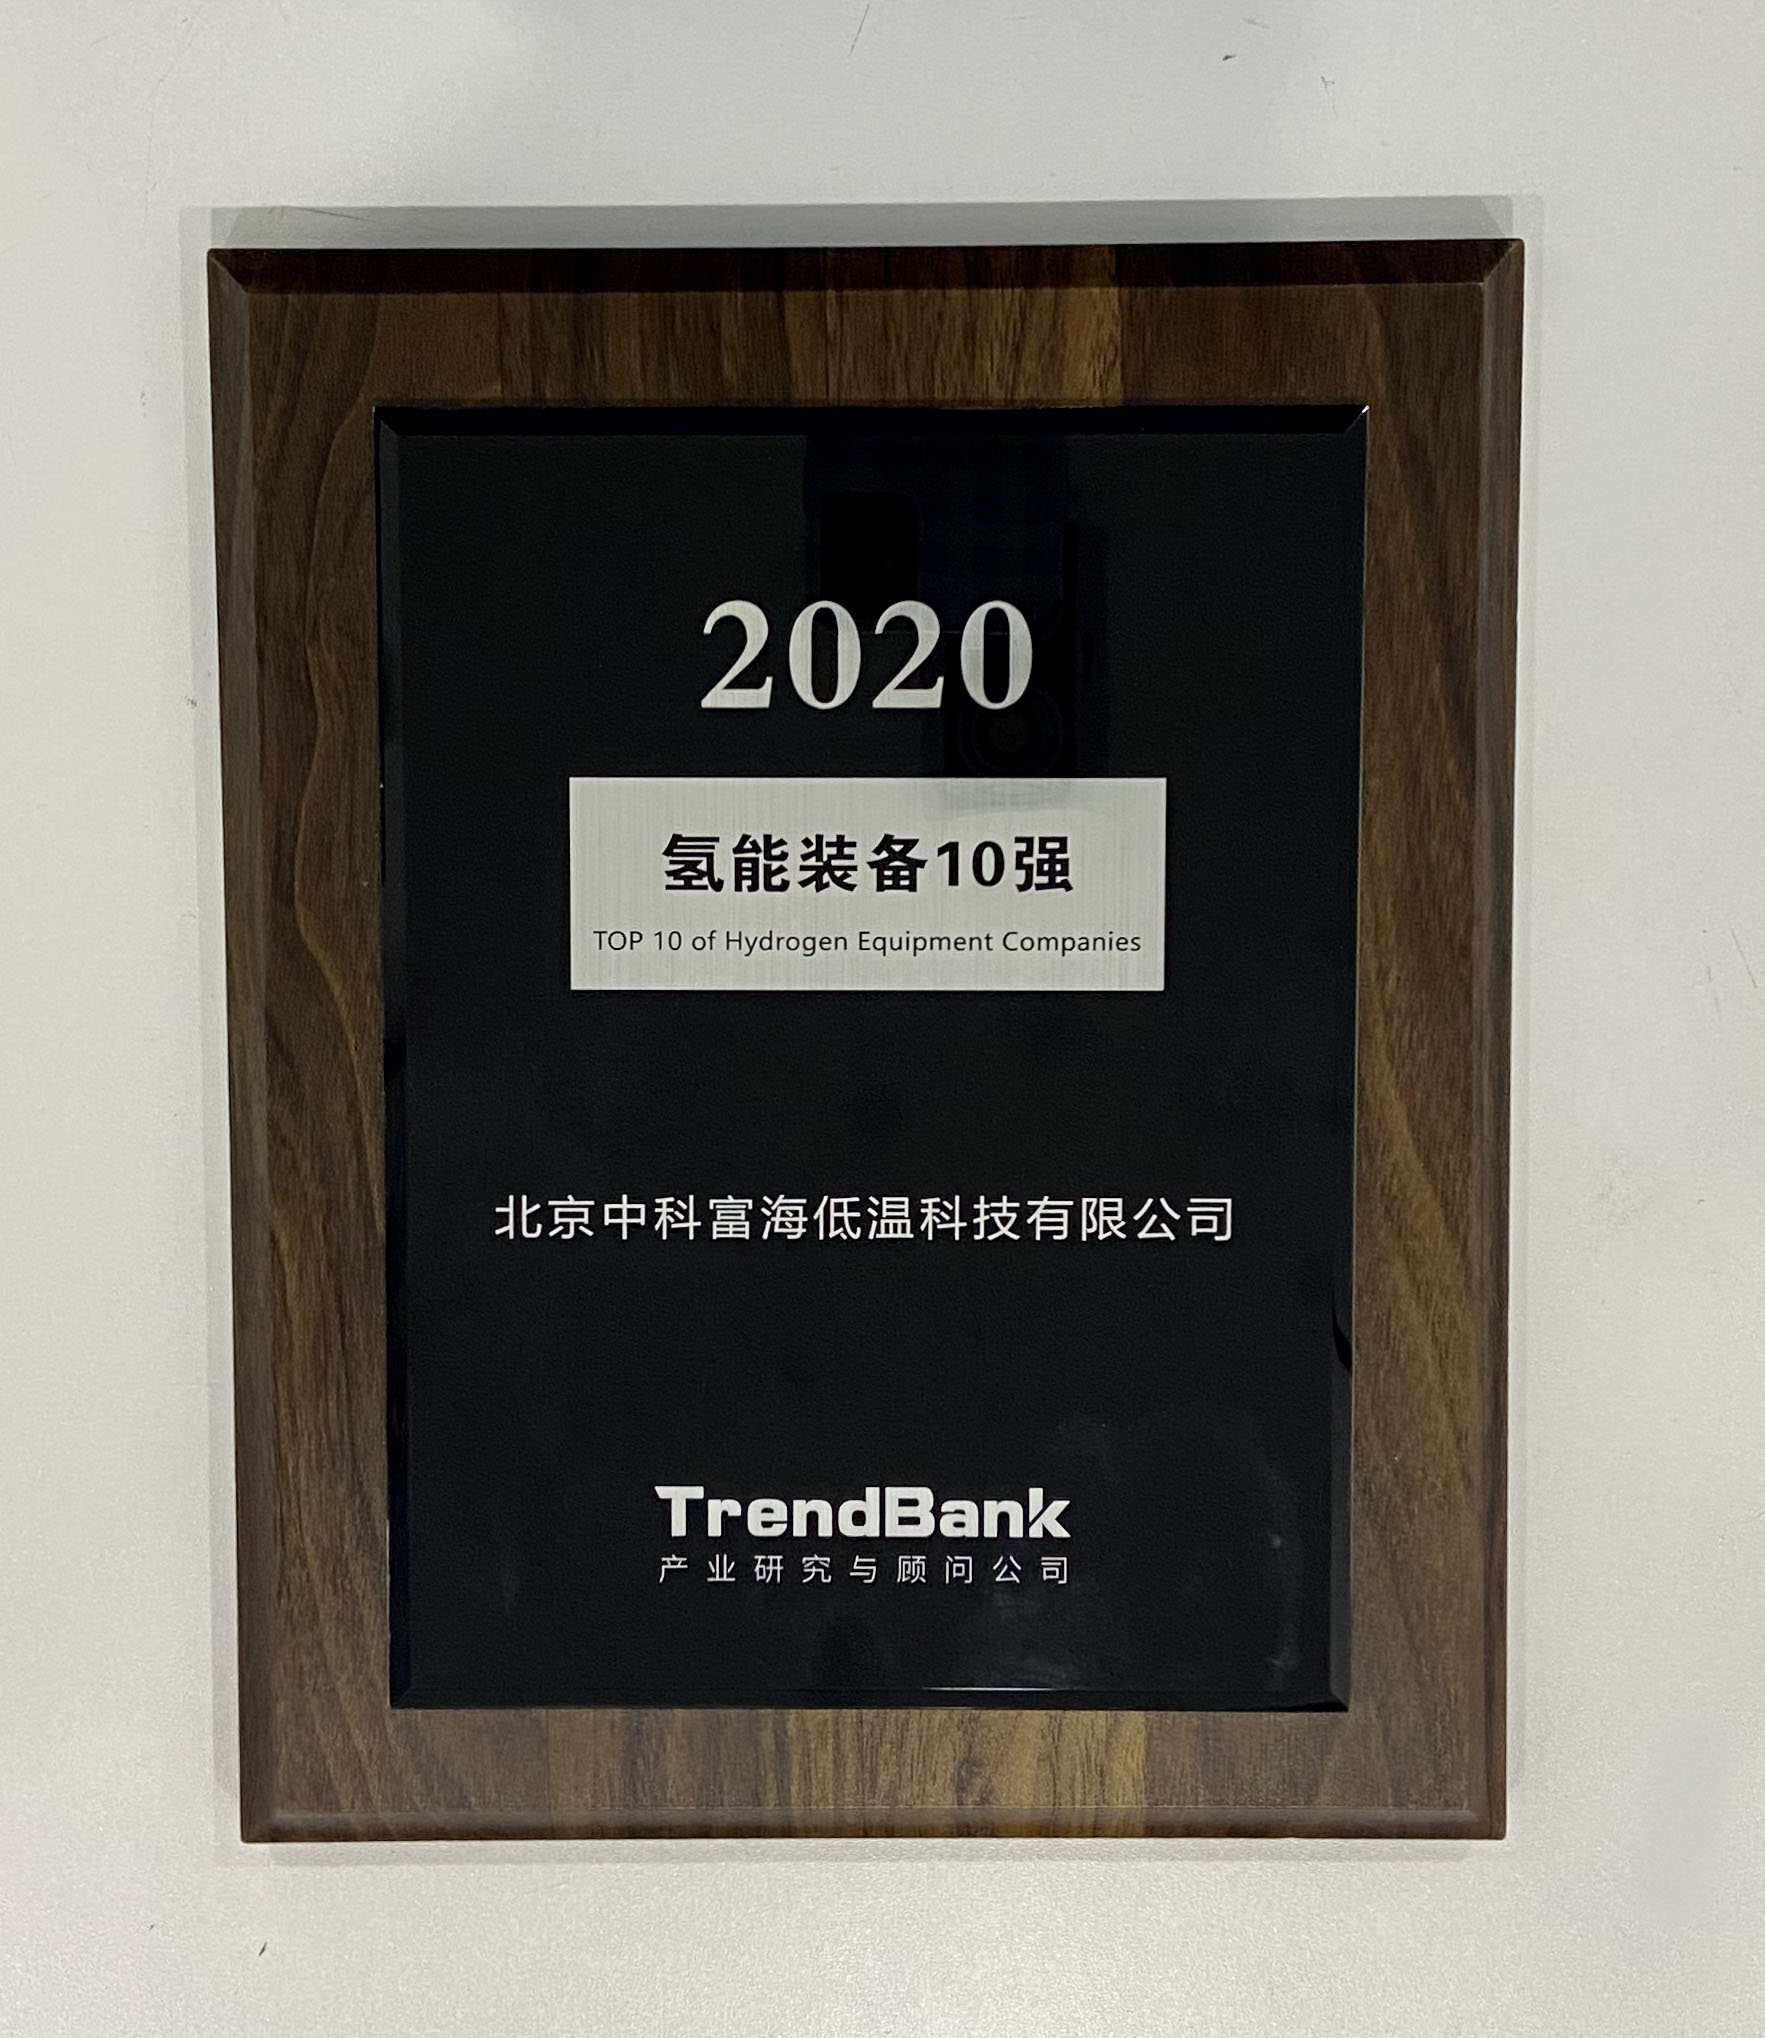 2020
氢能装备10强
TOP 10 of Hydrogen Equipment Companies
北京中科富海低温科技有限公司
TrendBank
产业研究与顾问公司